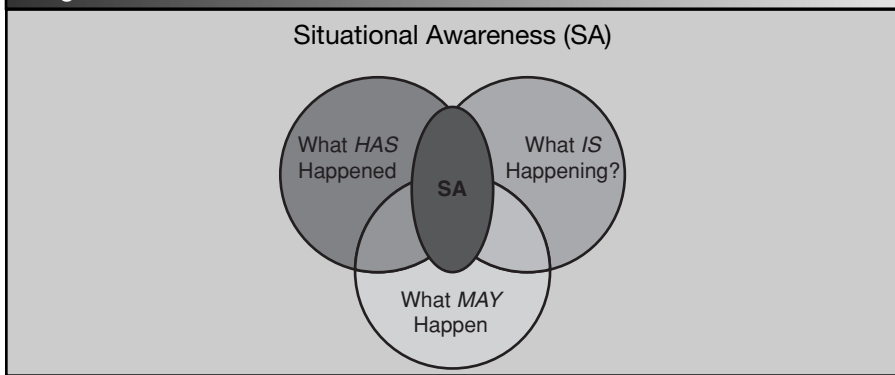 Situational Awareness (SA)
What HAS
Happened
What IS
Happening?
SA
What MAY
Happen